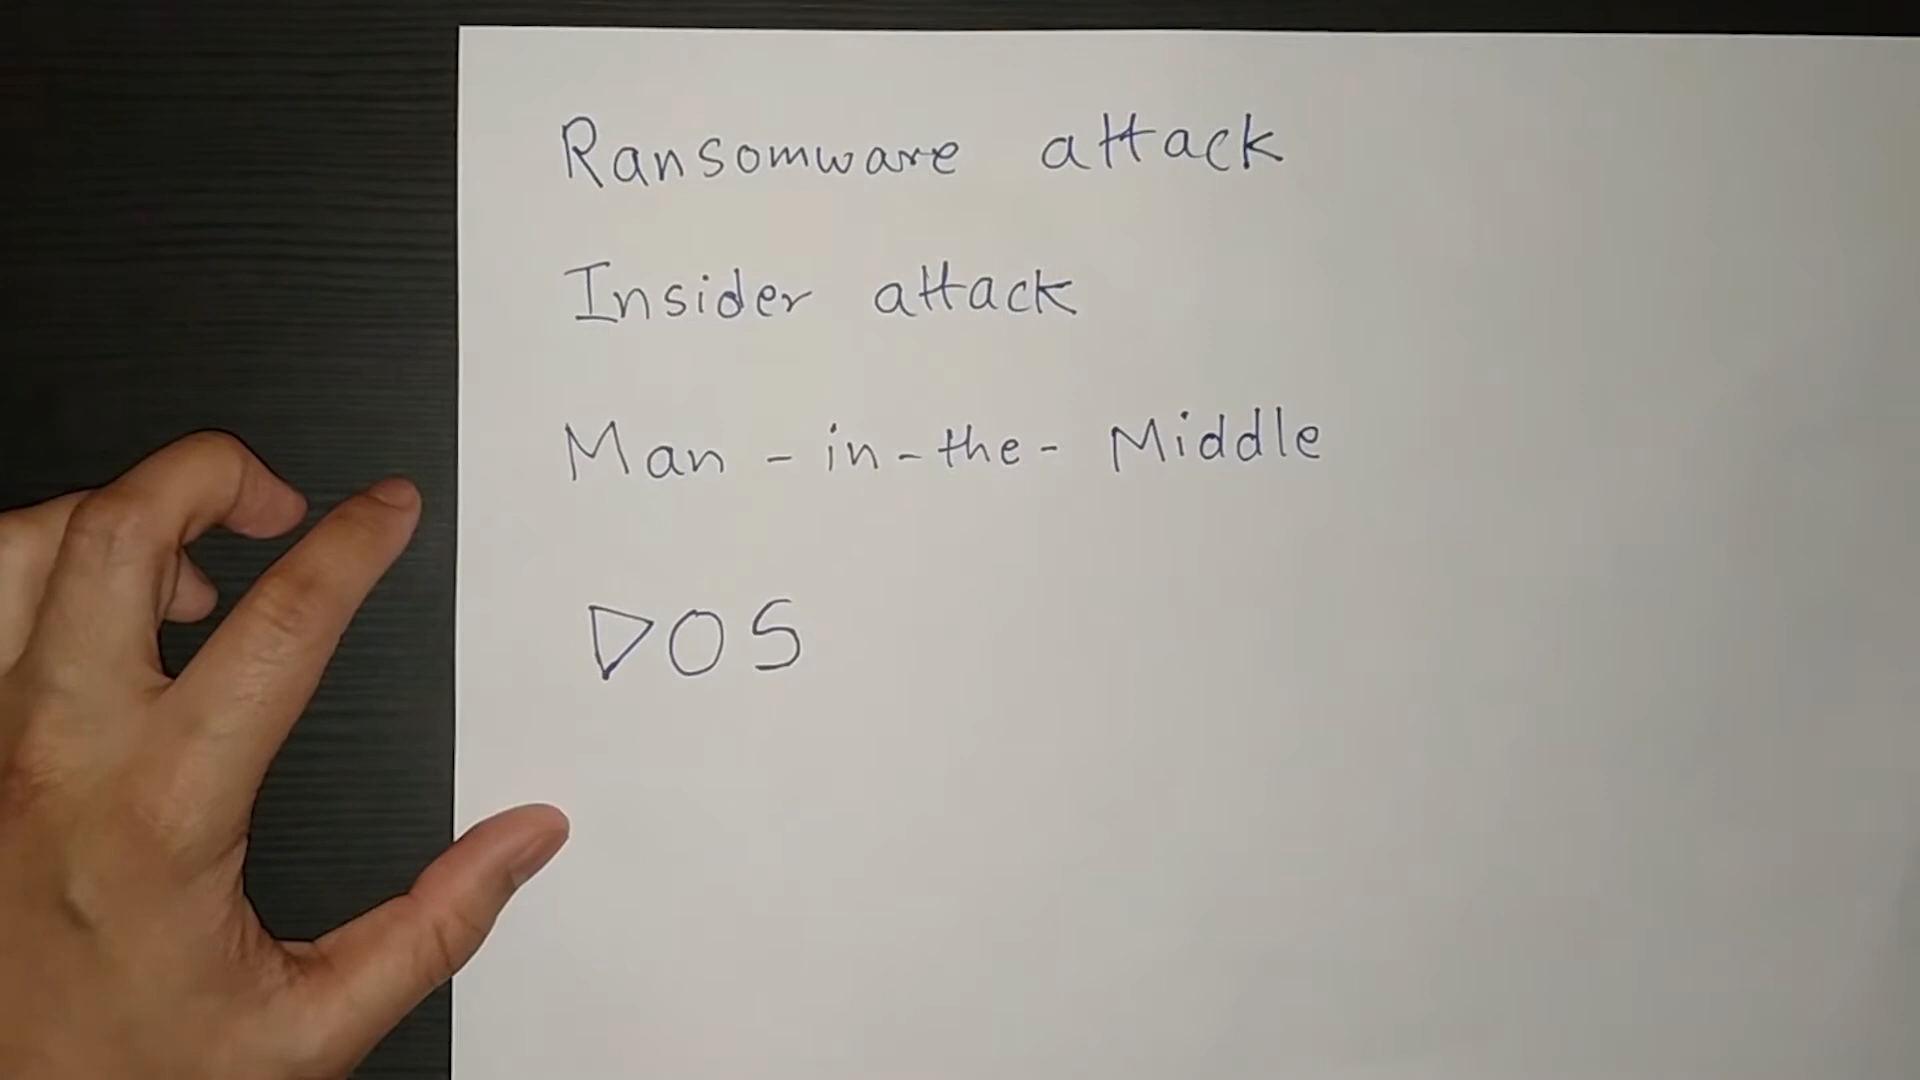 Ransomware attack
Insider attack
Man - in - the - Middle
DOS